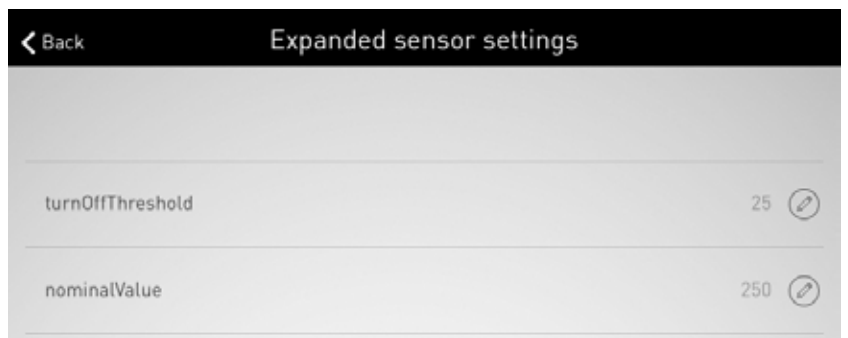 Back
Expanded sensor settings
turnOffThreshold 25
nominalValue 250